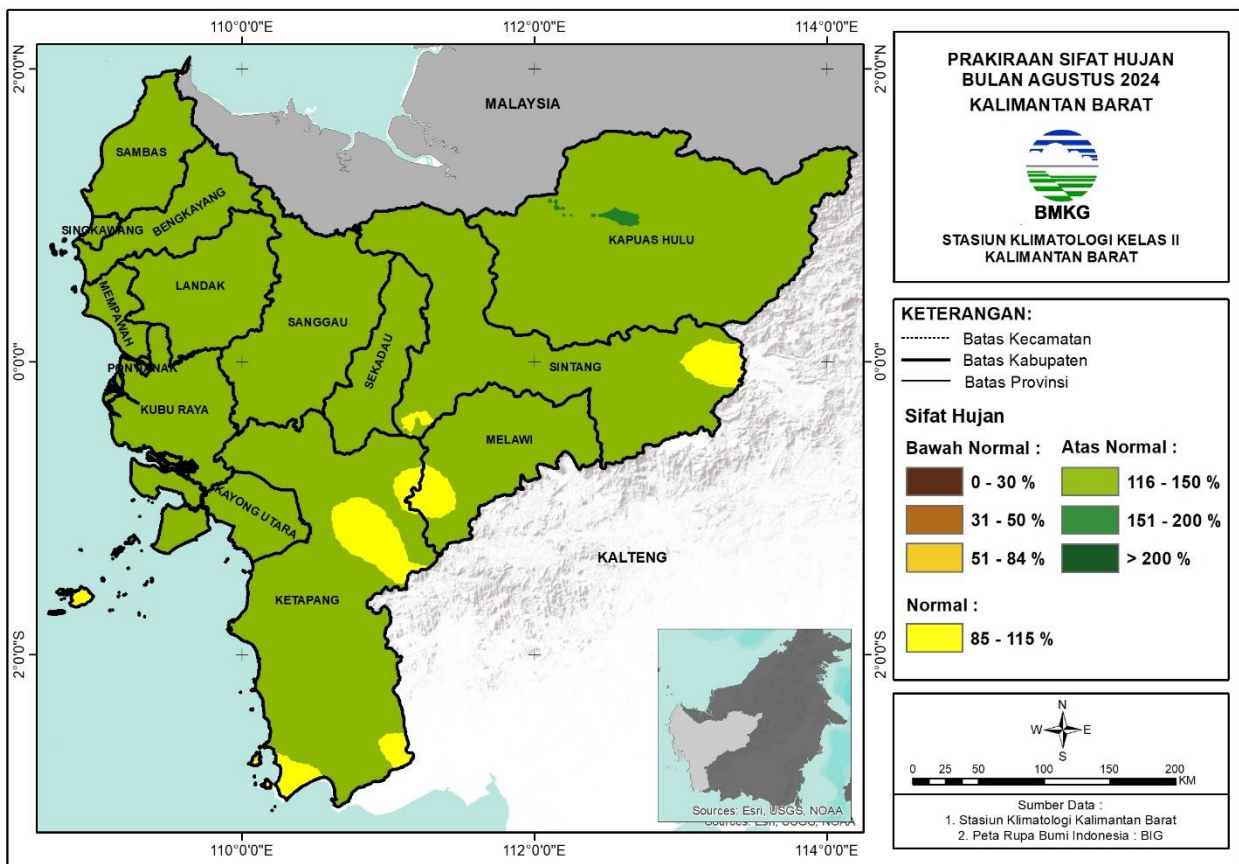 110°0'0"E
112°0'0"E
114°0'0"E
2°0'0"N
0°0'0"
2°0'0"S
2°0'0"N
0°0'0"
2°0'0"S
110°0'0"E
112°0'0"E
114°0'0"E
MALAYSIA
SAMBAS
BENGKAYANG
SINGKAWANG
KAPUAS HULU
LANDAK
MEMPAWAH
SANGGAU
SEKADAU
SINTANG
PONTIANAK
KUBU RAYA
MELAWI
KAYONG UTARA
KALTENG
KETAPANG
Sources: Esri, USGS, NOAA
Sources: Esri, USGS, NOAA
PRAKIRAAN SIFAT HUJAN
BULAN AGUSTUS 2024
KALIMANTAN BARAT
BMKG
STASIUN KLIMATOLOGI KELAS II
KALIMANTAN BARAT
KETERANGAN:
Batas Kecamatan
Batas Kabupaten
Batas Provinsi
Sifat Hujan
Bawah Normal : Atas Normal :
0 - 30 % 116 - 150 %
31 - 50 % 151 - 200 %
51 - 84 % > 200 %
Normal :
85 - 115 %
N
W E
S
0 25 50 100 150 200
KM
Sumber Data :
1. Stasiun Klimatologi Kalimantan Barat
2. Peta Rupa Bumi Indonesia : BIG